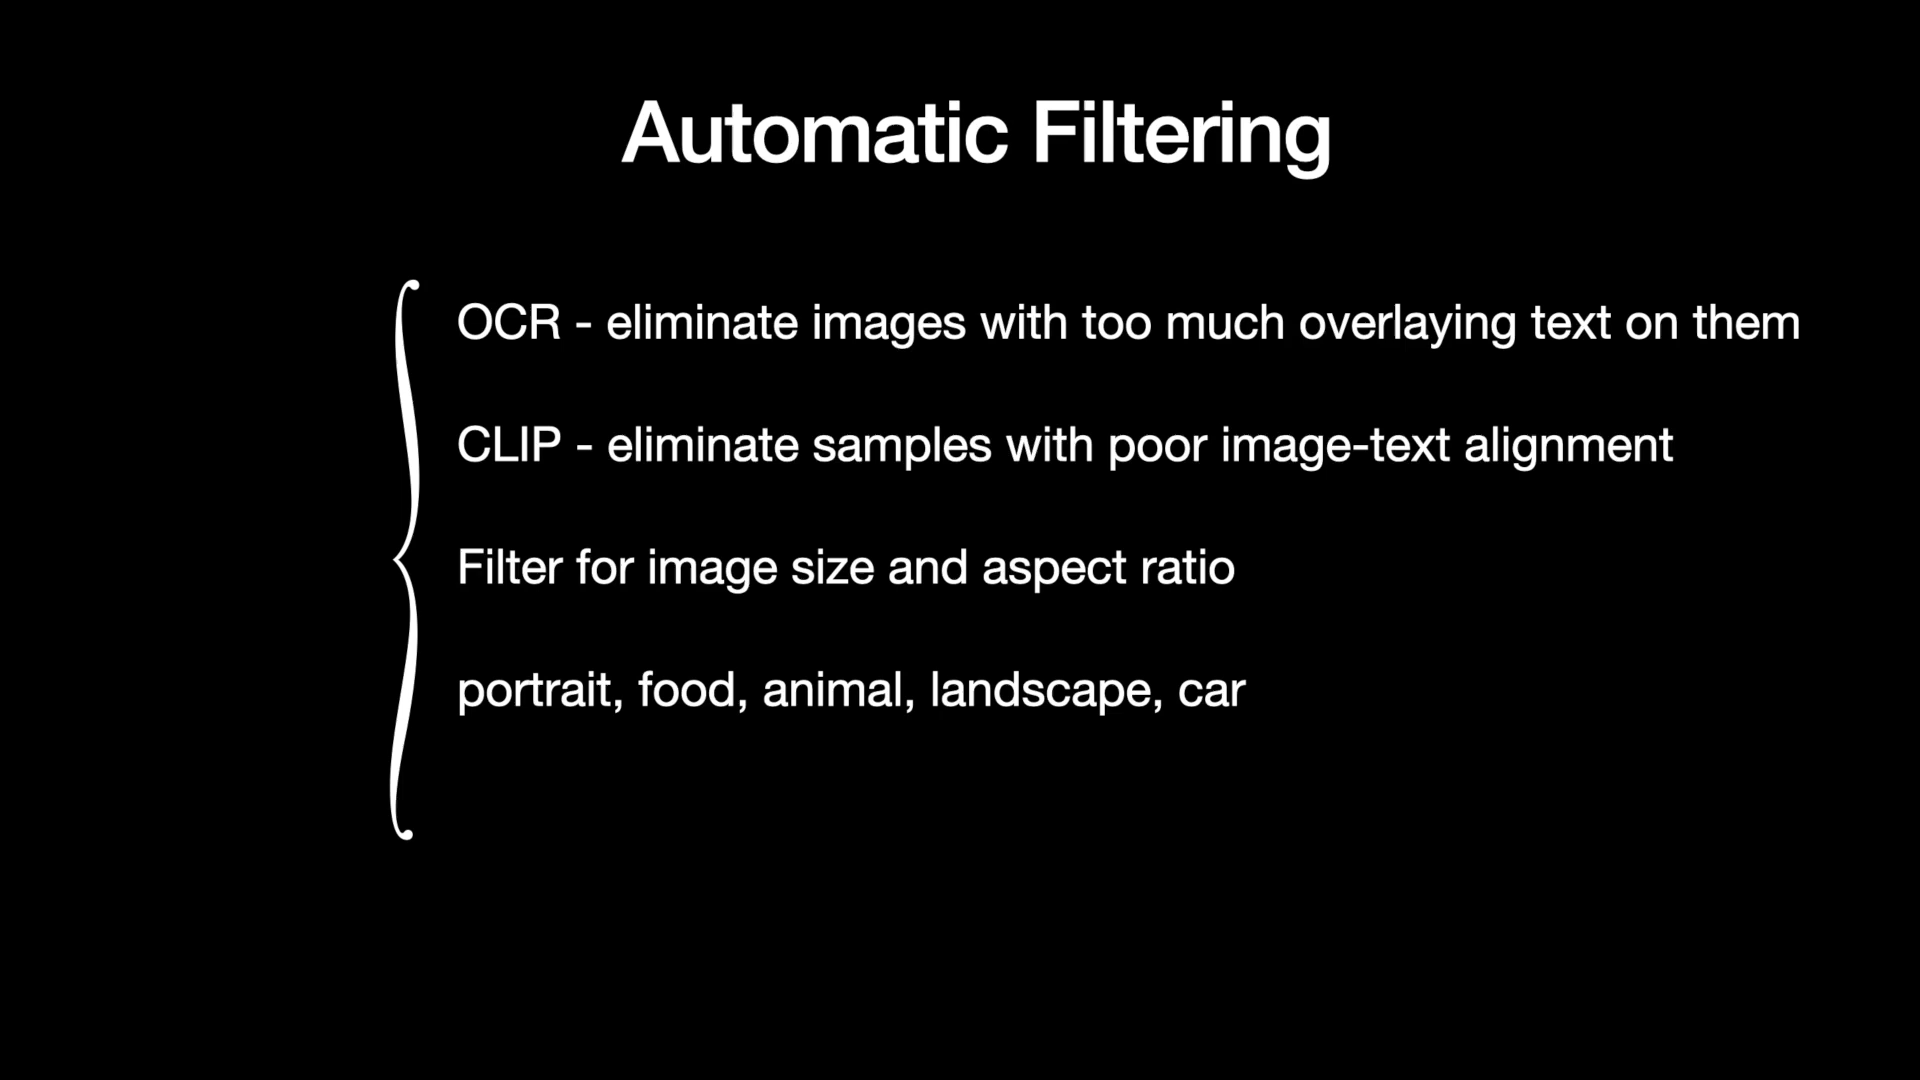 Automatic Filtering
OCR - eliminate images with too much overlaying text on them
CLIP - eliminate samples with poor image-text alignment
Filter for image size and aspect ratio
portrait, food, animal, landscape, car